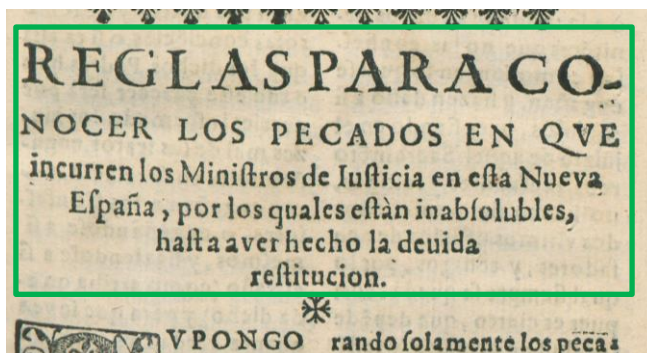 REGLAS PARA CO-
NOCER LOS PECADOS EN QVE
incurren los Miniſtros de Iuſticia en eſta Nueva
Eſpaña, por los quales eſtàn inabſolubles,
haſta aver hecho la deuida
reſtitucion.
VPONGO rando ſolamente los peca-